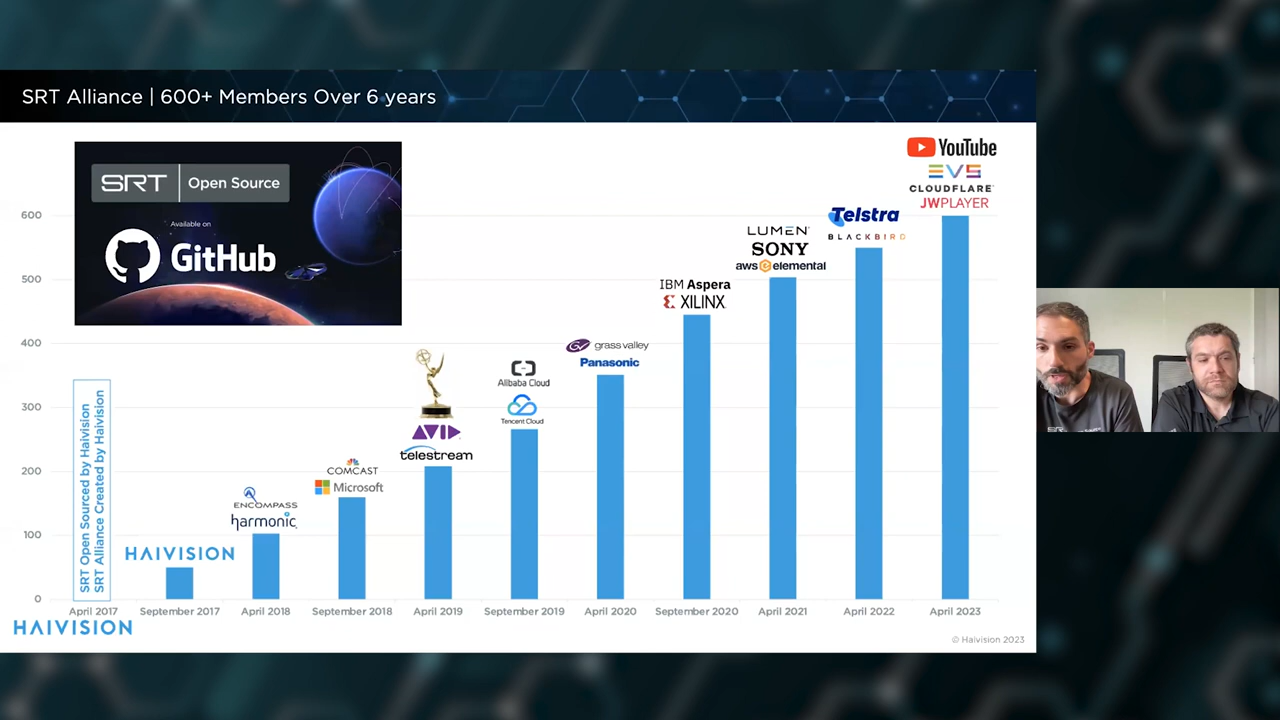 SRT Alliance | 600+ Members Over 6 years
SRT | Open Source
Available on
GitHub
600
500
400
300
200
100
0
SRT Open Sourced by Haivision
SRT Alliance Created by Haivision
HAIVISION
ENCOMPASS
harmonic
COMCAST
Microsoft
AVID
telestream
Alibaba Cloud
Tencent Cloud
grass valley
Panasonic
IBM Aspera
XILINX
LUMEN
SONY
aws elemental
Telstra
BLACKBIRD
YouTube
EVS
CLOUDFLARE
JWPLAYER
April 2017
September 2017
April 2018
September 2018
April 2019
September 2019
April 2020
September 2020
April 2021
April 2022
April 2023
HAIVISION
© Haivision 2023